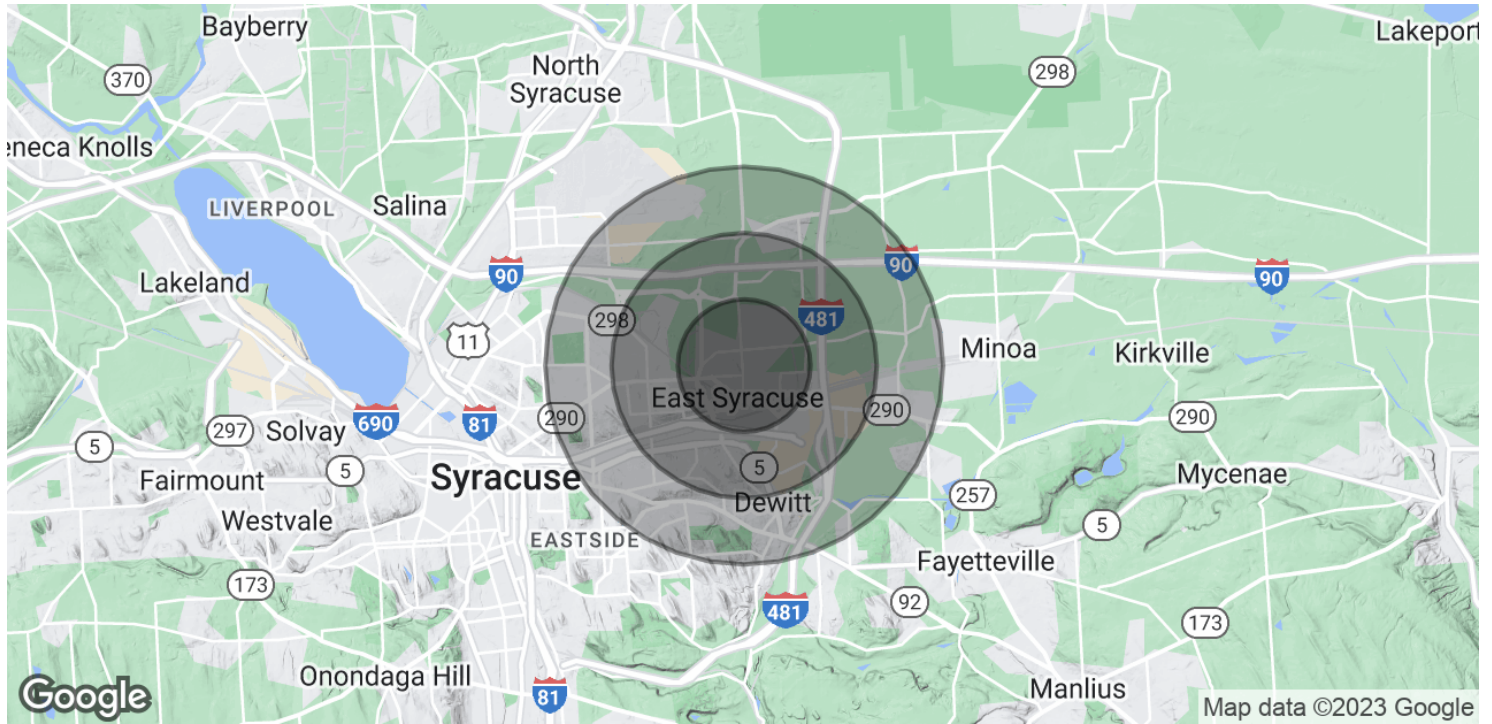 Bayberry
Lakeport
370
North
Syracuse
298
eneca Knolls
LIVERPOOL
Salina
Lakeland
90
90
90
11
298
481
Minoa
Kirkville
East Syracuse
297
690
81
290
290
290
5
Solvay
5
Fairmount
Syracuse
5
Mycenae
Westvale
Dewitt
257
5
EASTSIDE
Fayetteville
173
481
92
173
Onondaga Hill
81
Manlius
Google
Map data ©2023 Google